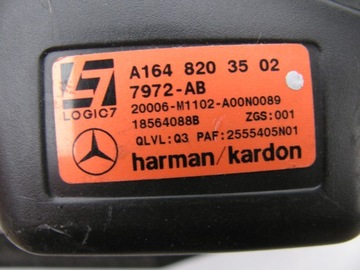 A164 820 35 02
7972-AB
LOGIC7
20006-M1102-A00N0089
18564088B ZGS:001
QLVL:Q3 PAF:2555405N01
harman/kardon